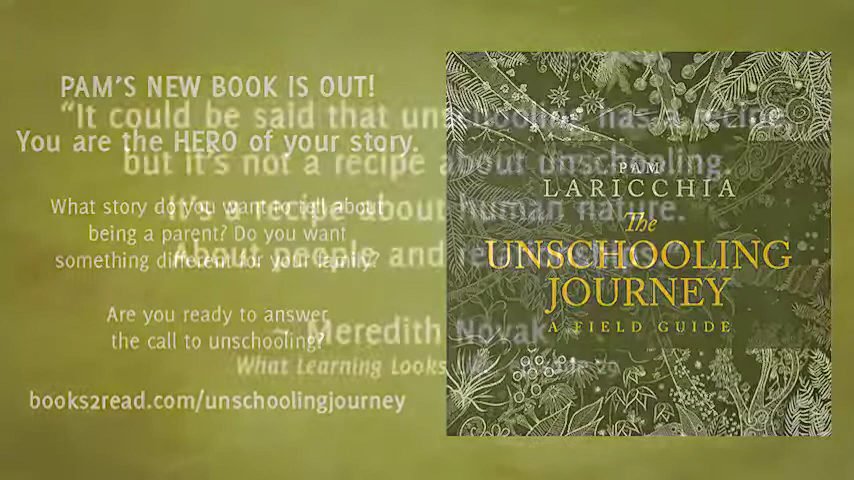 PAM'S NEW BOOK IS OUT!
You are the HERO of your story.
What story do you want to tell about
being a parent? Do you want
something different for your family?
Are you ready to answer
the call to unschooling?
books2read.com/unschoolingjourney
"It could be said that unschooling has a recipe
but it's not a recipe about unschooling.
It's a recipe about human nature.
About people and
~ Meredith Novak
What Learning Looks
PAM
LARICCHIA
The
UNSCHOOLING
JOURNEY
A FIELD GUIDE